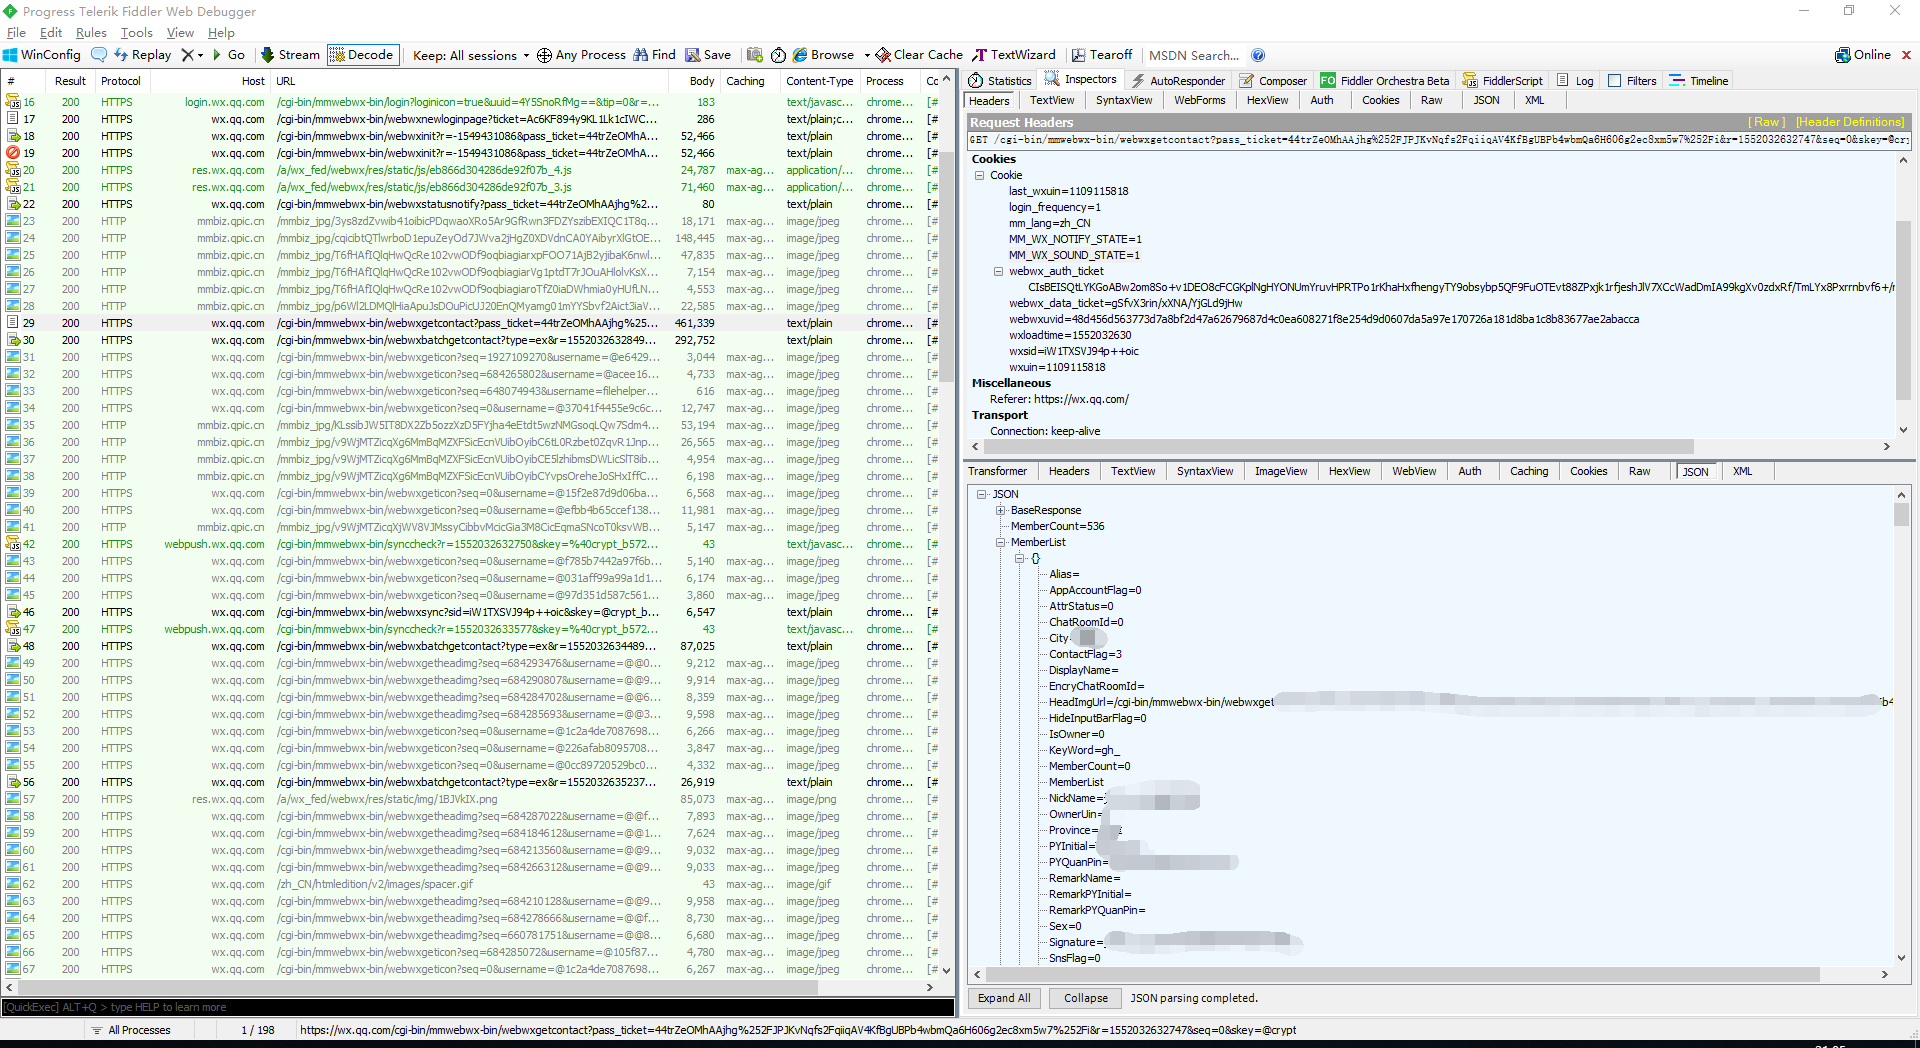 Progress Telerik Fiddler Web Debugger
File Edit Rules Tools View Help
WinConfig Replay Go Stream Decode Keep: All sessions Any Process Find Save Browse Clear Cache TextWizard Tearoff MSDN Search... Online
# Result Protocol Host URL Body Caching Content-Type Process Co
16 200 HTTPS login.wx.qq.com /cgi-bin/mmwebwx-bin/login?loginicon=true&uuid=4Y5SnoRfMg==&tip=0&r=... 183 text/javasc... chrome... [#
17 200 HTTPS wx.qq.com /cgi-bin/mmwebwx-bin/webwxnewloginpage?ticket=Ac6KF894y9KL1Lk1cIWC... 286 text/plain;c... chrome... [#
18 200 HTTPS wx.qq.com /cgi-bin/mmwebwx-bin/webwxinit?r=-1549431086&pass_ticket=44trZeOMhA... 52,466 text/plain chrome... [#
19 200 HTTPS wx.qq.com /cgi-bin/mmwebwx-bin/webwxinit?r=-1549431086&pass_ticket=44trZeOMhA... 52,466 text/plain chrome... [#
20 200 HTTPS res.wx.qq.com /a/wx_fed/webwx/res/static/js/eb866d304286de92f07b_4.js 24,787 max-ag... application/... chrome... [#
21 200 HTTPS res.wx.qq.com /a/wx_fed/webwx/res/static/js/eb866d304286de92f07b_3.js 71,460 max-ag... application/... chrome... [#
22 200 HTTPS wx.qq.com /cgi-bin/mmwebwx-bin/webwxstatusnotify?pass_ticket=44trZeOMhAAjhg%2... 80 text/plain chrome... [#
23 200 HTTP mmbiz.qpic.cn 18,171 max-ag... image/jpeg chrome... [#
24 200 HTTP mmbiz.qpic.cn 148,445 max-ag... image/jpeg chrome... [#
25 200 HTTP mmbiz.qpic.cn 47,835 max-ag... image/jpeg chrome... [#
26 200 HTTP mmbiz.qpic.cn 7,154 max-ag... image/jpeg chrome... [#
27 200 HTTP mmbiz.qpic.cn 4,553 max-ag... image/jpeg chrome... [#
28 200 HTTP mmbiz.qpic.cn 22,585 max-ag... image/jpeg chrome... [#
29 200 HTTPS wx.qq.com /cgi-bin/mmwebwx-bin/webwxgetcontact?pass_ticket=44trZeOMhAAjhg%25... 461,339 text/plain chrome... [#
30 200 HTTPS wx.qq.com /cgi-bin/mmwebwx-bin/webwxbatchgetcontact?type=ex&r=1552032632849... 292,752 text/plain chrome... [#
31 200 HTTPS wx.qq.com /cgi-bin/mmwebwx-bin/webwxgeticon?seq=1927109270&username=@e6429... 3,044 max-ag... image/jpeg chrome... [#
32 200 HTTPS wx.qq.com /cgi-bin/mmwebwx-bin/webwxgeticon?seq=684265802&username=@acee16... 4,733 max-ag... image/jpeg chrome... [#
33 200 HTTPS wx.qq.com /cgi-bin/mmwebwx-bin/webwxgeticon?seq=648074943&username=filehelper... 616 max-ag... image/jpeg chrome... [#
34 200 HTTPS wx.qq.com /cgi-bin/mmwebwx-bin/webwxgeticon?seq=0&username=@37041f4455e9c6c... 12,747 max-ag... image/jpeg chrome... [#
35 200 HTTP mmbiz.qpic.cn 53,194 max-ag... image/jpeg chrome... [#
36 200 HTTP mmbiz.qpic.cn 26,565 max-ag... image/jpeg chrome... [#
37 200 HTTP mmbiz.qpic.cn 4,954 max-ag... image/jpeg chrome... [#
38 200 HTTP mmbiz.qpic.cn 6,198 max-ag... image/jpeg chrome... [#
39 200 HTTPS wx.qq.com /cgi-bin/mmwebwx-bin/webwxgeticon?seq=0&username=@15f2e87d9d06ba... 6,568 max-ag... image/jpeg chrome... [#
40 200 HTTPS wx.qq.com /cgi-bin/mmwebwx-bin/webwxgeticon?seq=0&username=@efbb4b65ccef138... 11,981 max-ag... image/jpeg chrome... [#
41 200 HTTP mmbiz.qpic.cn 5,147 max-ag... image/jpeg chrome... [#
42 200 HTTPS webpush.wx.qq.com /cgi-bin/mmwebwx-bin/synccheck?r=1552032632750&skey=%40crypt_b572... 43 text/javasc... chrome... [#
43 200 HTTPS wx.qq.com /cgi-bin/mmwebwx-bin/webwxgeticon?seq=0&username=@f785b7442a97f6b... 5,140 max-ag... image/jpeg chrome... [#
44 200 HTTPS wx.qq.com /cgi-bin/mmwebwx-bin/webwxgeticon?seq=0&username=@031aff99a99a1d1... 6,174 max-ag... image/jpeg chrome... [#
45 200 HTTPS wx.qq.com /cgi-bin/mmwebwx-bin/webwxgeticon?seq=0&username=@97d351d587c561... 3,860 max-ag... image/jpeg chrome... [#
46 200 HTTPS wx.qq.com /cgi-bin/mmwebwx-bin/webwxsync?sid=iW1TXSVJ94p++oic&skey=@crypt_b... 6,547 text/plain chrome... [#
47 200 HTTPS webpush.wx.qq.com /cgi-bin/mmwebwx-bin/synccheck?r=1552032633577&skey=%40crypt_b572... 43 text/javasc... chrome... [#
48 200 HTTPS wx.qq.com /cgi-bin/mmwebwx-bin/webwxbatchgetcontact?type=ex&r=1552032634489... 87,025 text/plain chrome... [#
49 200 HTTPS wx.qq.com /cgi-bin/mmwebwx-bin/webwxgetheadimg?seq=684293476&username=@@0... 9,212 max-ag... image/jpeg chrome... [#
50 200 HTTPS wx.qq.com /cgi-bin/mmwebwx-bin/webwxgetheadimg?seq=684290807&username=@@9... 9,914 max-ag... image/jpeg chrome... [#
51 200 HTTPS wx.qq.com /cgi-bin/mmwebwx-bin/webwxgetheadimg?seq=684284702&username=@@6... 8,359 max-ag... image/jpeg chrome... [#
52 200 HTTPS wx.qq.com /cgi-bin/mmwebwx-bin/webwxgetheadimg?seq=684285693&username=@@3... 9,598 max-ag... image/jpeg chrome... [#
53 200 HTTPS wx.qq.com /cgi-bin/mmwebwx-bin/webwxgeticon?seq=0&username=@1c2a4de7087698... 6,266 max-ag... image/jpeg chrome... [#
54 200 HTTPS wx.qq.com /cgi-bin/mmwebwx-bin/webwxgeticon?seq=0&username=@226afab8095708... 3,847 max-ag... image/jpeg chrome... [#
55 200 HTTPS wx.qq.com /cgi-bin/mmwebwx-bin/webwxgeticon?seq=0&username=@0cc89720529bc0... 4,332 max-ag... image/jpeg chrome... [#
56 200 HTTPS wx.qq.com /cgi-bin/mmwebwx-bin/webwxbatchgetcontact?type=ex&r=1552032635237... 26,919 text/plain chrome... [#
57 200 HTTPS res.wx.qq.com /a/wx_fed/webwx/res/static/img/1BJVkIX.png 85,073 max-ag... image/png chrome... [#
58 200 HTTPS wx.qq.com /cgi-bin/mmwebwx-bin/webwxgetheadimg?seq=684287022&username=@@f... 7,893 max-ag... image/jpeg chrome... [#
59 200 HTTPS wx.qq.com /cgi-bin/mmwebwx-bin/webwxgetheadimg?seq=684184612&username=@@1... 7,624 max-ag... image/jpeg chrome... [#
60 200 HTTPS wx.qq.com /cgi-bin/mmwebwx-bin/webwxgetheadimg?seq=684213560&username=@@9... 9,032 max-ag... image/jpeg chrome... [#
61 200 HTTPS wx.qq.com /cgi-bin/mmwebwx-bin/webwxgetheadimg?seq=684266312&username=@@9... 9,033 max-ag... image/jpeg chrome... [#
62 200 HTTPS wx.qq.com /zh_CN/htmledition/v2/images/spacer.gif 43 max-ag... image/gif chrome... [#
63 200 HTTPS wx.qq.com /cgi-bin/mmwebwx-bin/webwxgetheadimg?seq=684210128&username=@@9... 9,958 max-ag... image/jpeg chrome... [#
64 200 HTTPS wx.qq.com /cgi-bin/mmwebwx-bin/webwxgetheadimg?seq=684278666&username=@@f... 8,730 max-ag... image/jpeg chrome... [#
65 200 HTTPS wx.qq.com /cgi-bin/mmwebwx-bin/webwxgetheadimg?seq=660781751&username=@@8... 6,680 max-ag... image/jpeg chrome... [#
66 200 HTTPS wx.qq.com /cgi-bin/mmwebwx-bin/webwxgeticon?seq=684285072&username=@105f87... 4,780 max-ag... image/jpeg chrome... [#
67 200 HTTPS wx.qq.com /cgi-bin/mmwebwx-bin/webwxgeticon?seq=0&username=@1c2a4de7087698... 6,267 max-ag... image/jpeg chrome... [#
[QuickExec] ALT+Q > type HELP to learn more
Statistics Inspectors AutoResponder Composer FO Fiddler Orchestra Beta FiddlerScript Log Filters Timeline
Headers TextView SyntaxView WebForms HexView Auth Cookies Raw JSON XML
Request Headers [ Raw ] [Header Definitions]
GET /cgi-bin/mmwebwx-bin/webwxgetcontact?pass_ticket=44trZeOMhAAjhg%252FJPJKvNqfs2FqiiqAV4KfBgUBPb4wbmQa6H606g2ec8xm5w7%252Fi&r=1552032632747&seq=0&skey=@cry
Cookies
Cookie
last_wxuin=1109115818
login_frequency=1
mm_lang=zh_CN
MM_WX_NOTIFY_STATE=1
MM_WX_SOUND_STATE=1
webwx_auth_ticket
webwx_data_ticket=gSfvX3rin/xXNA/YjGLd9jHw
webwxuvid=48d456d563773d7a8bf2d47a62679687d4c0ea608271f8e254d9d0607da5a97e170726a181d8ba1c8b83677ae2abacca
wxloadtime=1552032630
wxsid=iW1TXSVJ94p++oic
wxuin=1109115818
Miscellaneous
Referer: https://wx.qq.com/
Transport
Connection: keep-alive
Transformer Headers TextView SyntaxView ImageView HexView WebView Auth Caching Cookies Raw JSON XML
JSON
BaseResponse
MemberCount=536
MemberList
{}
Alias=
AppAccountFlag=0
AttrStatus=0
ChatRoomId=0
City
ContactFlag=3
DisplayName=
EncryChatRoomId=
HeadImgUrl=/cgi-bin/mmwebwx-bin/webwxget
HideInputBarFlag=0
IsOwner=0
KeyWord=gh_
MemberCount=0
MemberList
NickName=
OwnerUin=
Province=
PYInitial=
PYQuanPin=
RemarkName=
RemarkPYInitial=
RemarkPYQuanPin=
Sex=0
Signature=
SnsFlag=0
Expand All Collapse JSON parsing completed.
All Processes 1 / 198 https://wx.qq.com/cgi-bin/mmwebwx-bin/webwxgetcontact?pass_ticket=44trZeOMhAAjhg%252FJPJKvNqfs2FqiiqAV4KfBgUBPb4wbmQa6H606g2ec8xm5w7%252Fi&r=1552032632747&seq=0&skey=@crypt